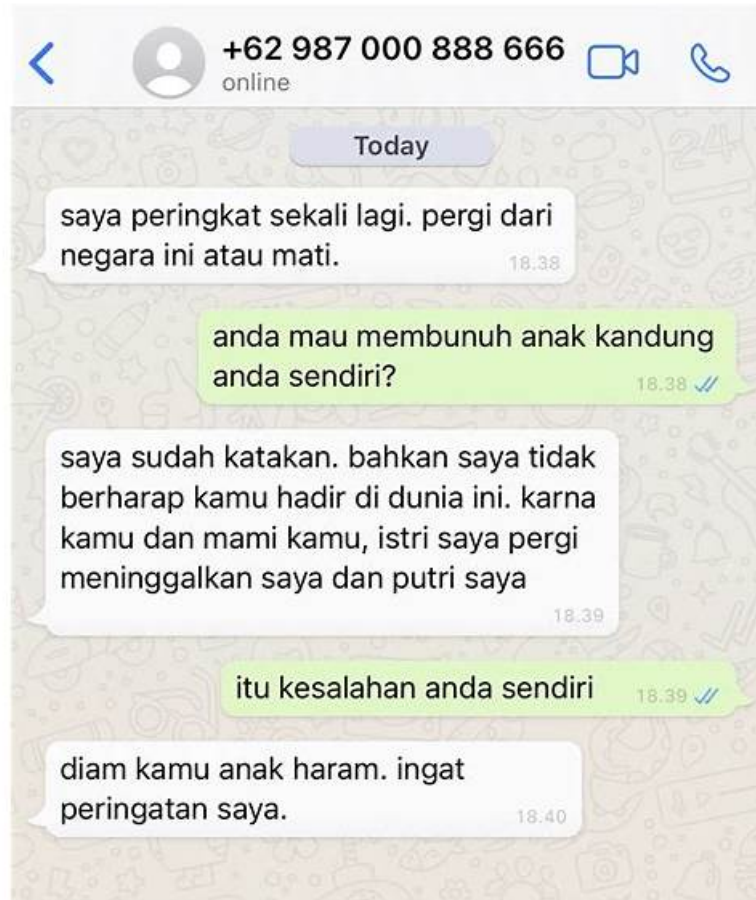 +62 987 000 888 666
online
Today
saya peringkat sekali lagi. pergi dari
negara ini atau mati.
18.38
anda mau membunuh anak kandung
anda sendiri?
18.38
saya sudah katakan. bahkan saya tidak
berharap kamu hadir di dunia ini. karna
kamu dan mami kamu, istri saya pergi
meninggalkan saya dan putri saya
18.39
itu kesalahan anda sendiri 18.39
diam kamu anak haram. ingat
peringatan saya.
18.40